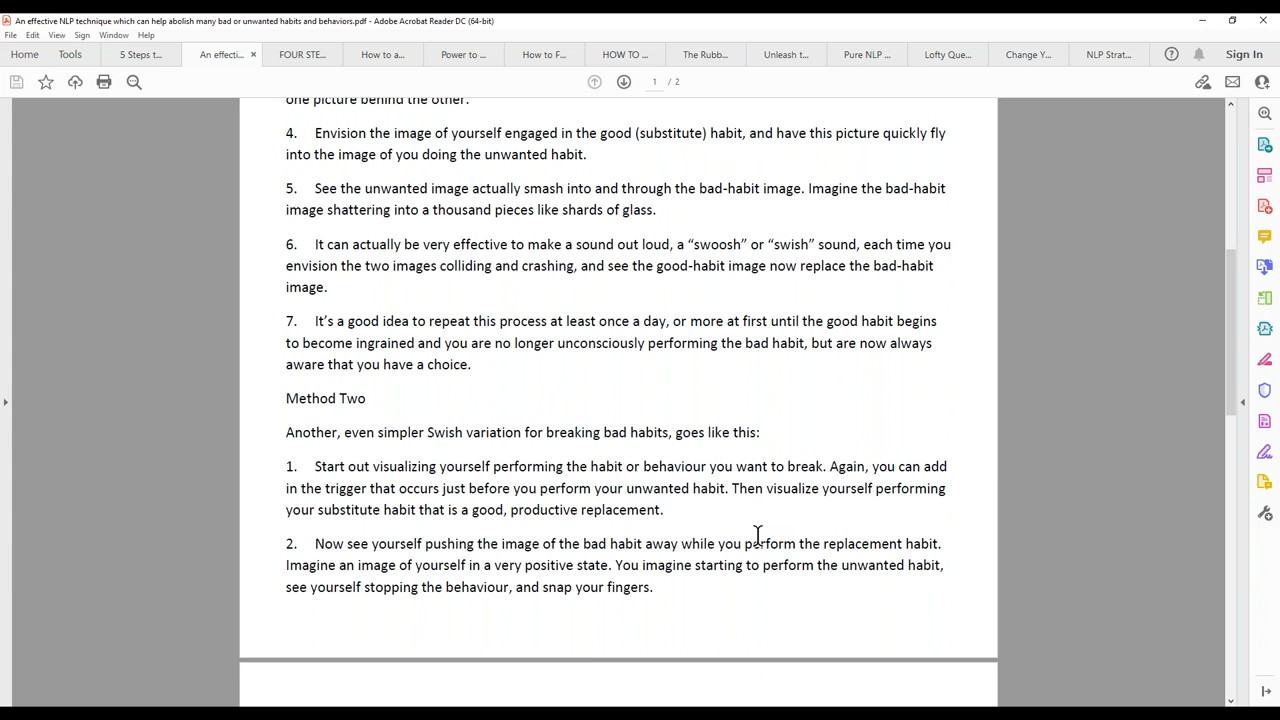 An effective NLP technique which can help abolish many bad or unwanted habits and behaviors.pdf - Adobe Acrobat Reader DC (64-bit)
File Edit View Sign Window Help
Home Tools 5 Steps t... An effecti... × FOUR STE... How to a... Power to ... How to F... HOW TO ... The Rubb... Unleash t... Pure NLP ... Lofty Que... Change Y... NLP Strat... Sign In
1 / 2
one picture behind the other.
4. Envision the image of yourself engaged in the good (substitute) habit, and have this picture quickly fly
into the image of you doing the unwanted habit.
5. See the unwanted image actually smash into and through the bad-habit image. Imagine the bad-habit
image shattering into a thousand pieces like shards of glass.
6. It can actually be very effective to make a sound out loud, a “swoosh” or “swish” sound, each time you
envision the two images colliding and crashing, and see the good-habit image now replace the bad-habit
image.
7. It’s a good idea to repeat this process at least once a day, or more at first until the good habit begins
to become ingrained and you are no longer unconsciously performing the bad habit, but are now always
aware that you have a choice.
Method Two
Another, even simpler Swish variation for breaking bad habits, goes like this:
1. Start out visualizing yourself performing the habit or behaviour you want to break. Again, you can add
in the trigger that occurs just before you perform your unwanted habit. Then visualize yourself performing
your substitute habit that is a good, productive replacement.
2. Now see yourself pushing the image of the bad habit away while you perform the replacement habit.
Imagine an image of yourself in a very positive state. You imagine starting to perform the unwanted habit,
see yourself stopping the behaviour, and snap your fingers.